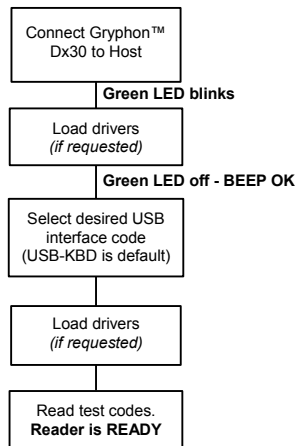 Connect Gryphon™
Dx30 to Host
Green LED blinks
Load drivers
(if requested)
Green LED off - BEEP OK
Select desired USB
interface code
(USB-KBD is default)
Load drivers
(if requested)
Read test codes.
Reader is READY